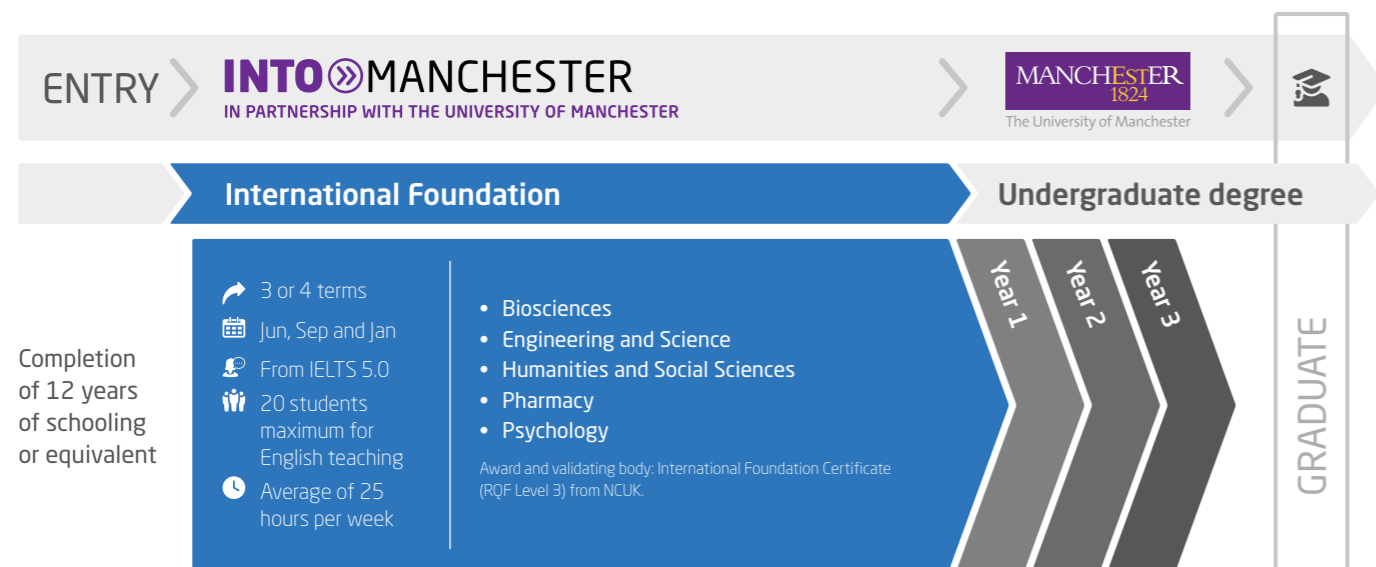 ENTRY
INTO MANCHESTER
IN PARTNERSHIP WITH THE UNIVERSITY OF MANCHESTER
MANCHESTER
1824
The University of Manchester
International Foundation
Undergraduate degree
Completion
of 12 years
of schooling
or equivalent
3 or 4 terms
Jun, Sep and Jan
From IELTS 5.0
20 students
maximum for
English teaching
Average of 25
hours per week
• Biosciences
• Engineering and Science
• Humanities and Social Sciences
• Pharmacy
• Psychology
Award and validating body: International Foundation Certificate
(RQF Level 3) from NCUK.
Year 1
Year 2
Year 3
GRADUATE